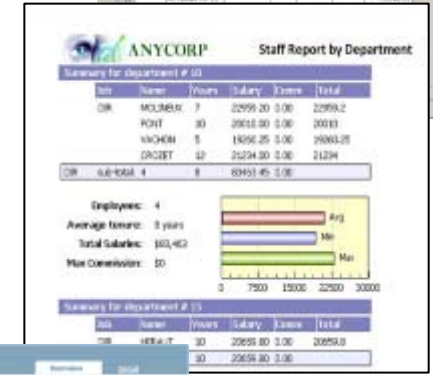 ANYCORP
Staff Report by Department
Summary for department # 10
Job Name Years Salary Comm Total
DIR MOLINEUX 7 22959.20 0.00 22959.2
PONT 10 20010.00 0.00 20010
VACHON 5 19260.25 0.00 19260.25
CROZET 12 21234.00 0.00 21234
DIR sub-total 4 8 83463.45 0.00
Employees: 4
Average tenure: 8 years
Total Salaries: $83,463
Max Commission: $0
Avg
Min
Max
0 7500 15000 22500 30000
Summary for department # 15
Job Name Years Salary Comm Total
DIR 10 20659.80 0.00 20659.8
10 20659.80 0.00